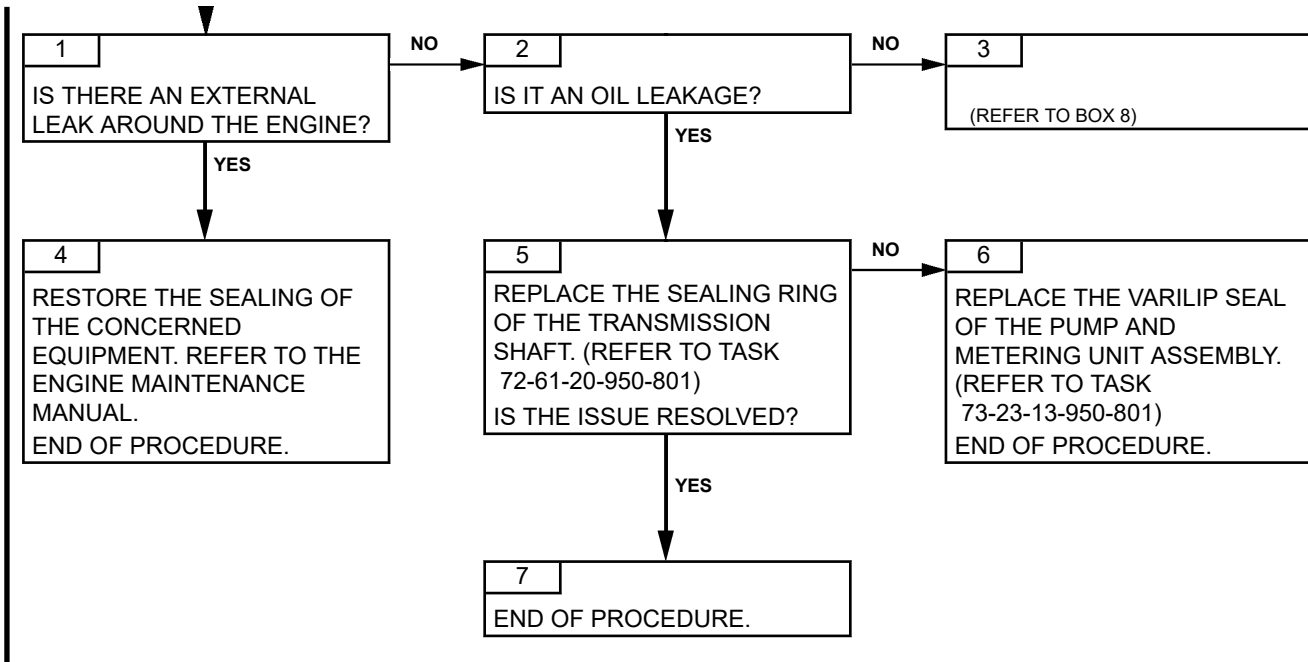 1
IS THERE AN EXTERNAL
LEAK AROUND THE ENGINE?
NO
2
IS IT AN OIL LEAKAGE?
NO
3
(REFER TO BOX 8)
YES
YES
4
RESTORE THE SEALING OF
THE CONCERNED
EQUIPMENT. REFER TO THE
ENGINE MAINTENANCE
MANUAL.
END OF PROCEDURE.
5
REPLACE THE SEALING RING
OF THE TRANSMISSION
SHAFT. (REFER TO TASK
72-61-20-950-801)
IS THE ISSUE RESOLVED?
NO
6
REPLACE THE VARILIP SEAL
OF THE PUMP AND
METERING UNIT ASSEMBLY.
(REFER TO TASK
73-23-13-950-801)
END OF PROCEDURE.
YES
7
END OF PROCEDURE.